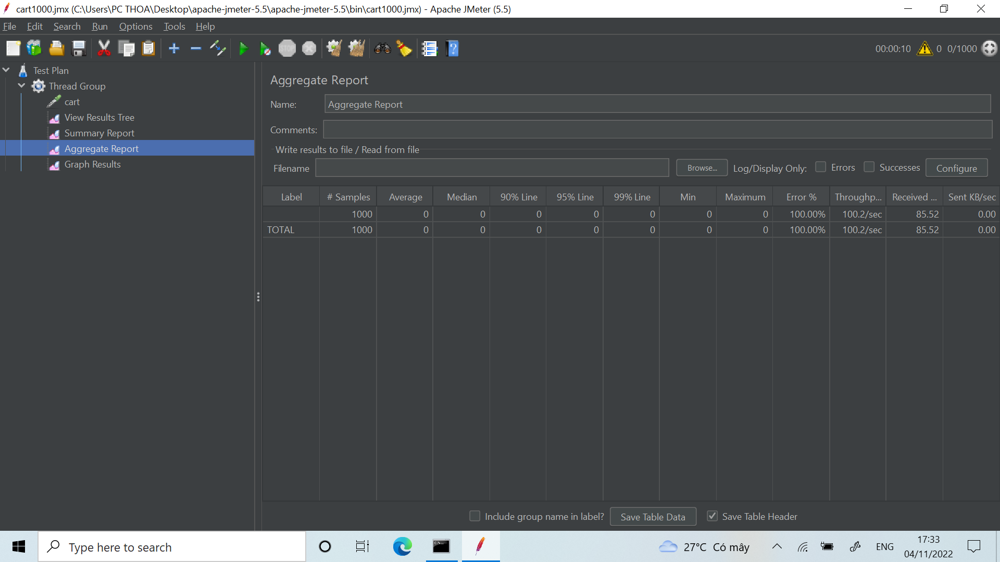 cart1000.jmx (C:\Users\PC THOA\Desktop\apache-jmeter-5.5\apache-jmeter-5.5\bin\cart1000.jmx) - Apache JMeter (5.5)
File Edit Search Run Options Tools Help
STOP 00:00:10 0 0/1000
Test Plan
Thread Group
cart
View Results Tree
Summary Report
Aggregate Report
Graph Results
Aggregate Report
Name: Aggregate Report
Comments:
Write results to file / Read from file
Filename Browse... Log/Display Only: Errors Successes Configure
Label # Samples Average Median 90% Line 95% Line 99% Line Min Maximum Error % Throughp... Received ... Sent KB/sec
1000 0 0 0 0 0 0 0 100.00% 100.2/sec 85.52 0.00
TOTAL 1000 0 0 0 0 0 0 0 100.00% 100.2/sec 85.52 0.00
Include group name in label? Save Table Data Save Table Header
Type here to search 27°C Có mây ENG 17:33
04/11/2022